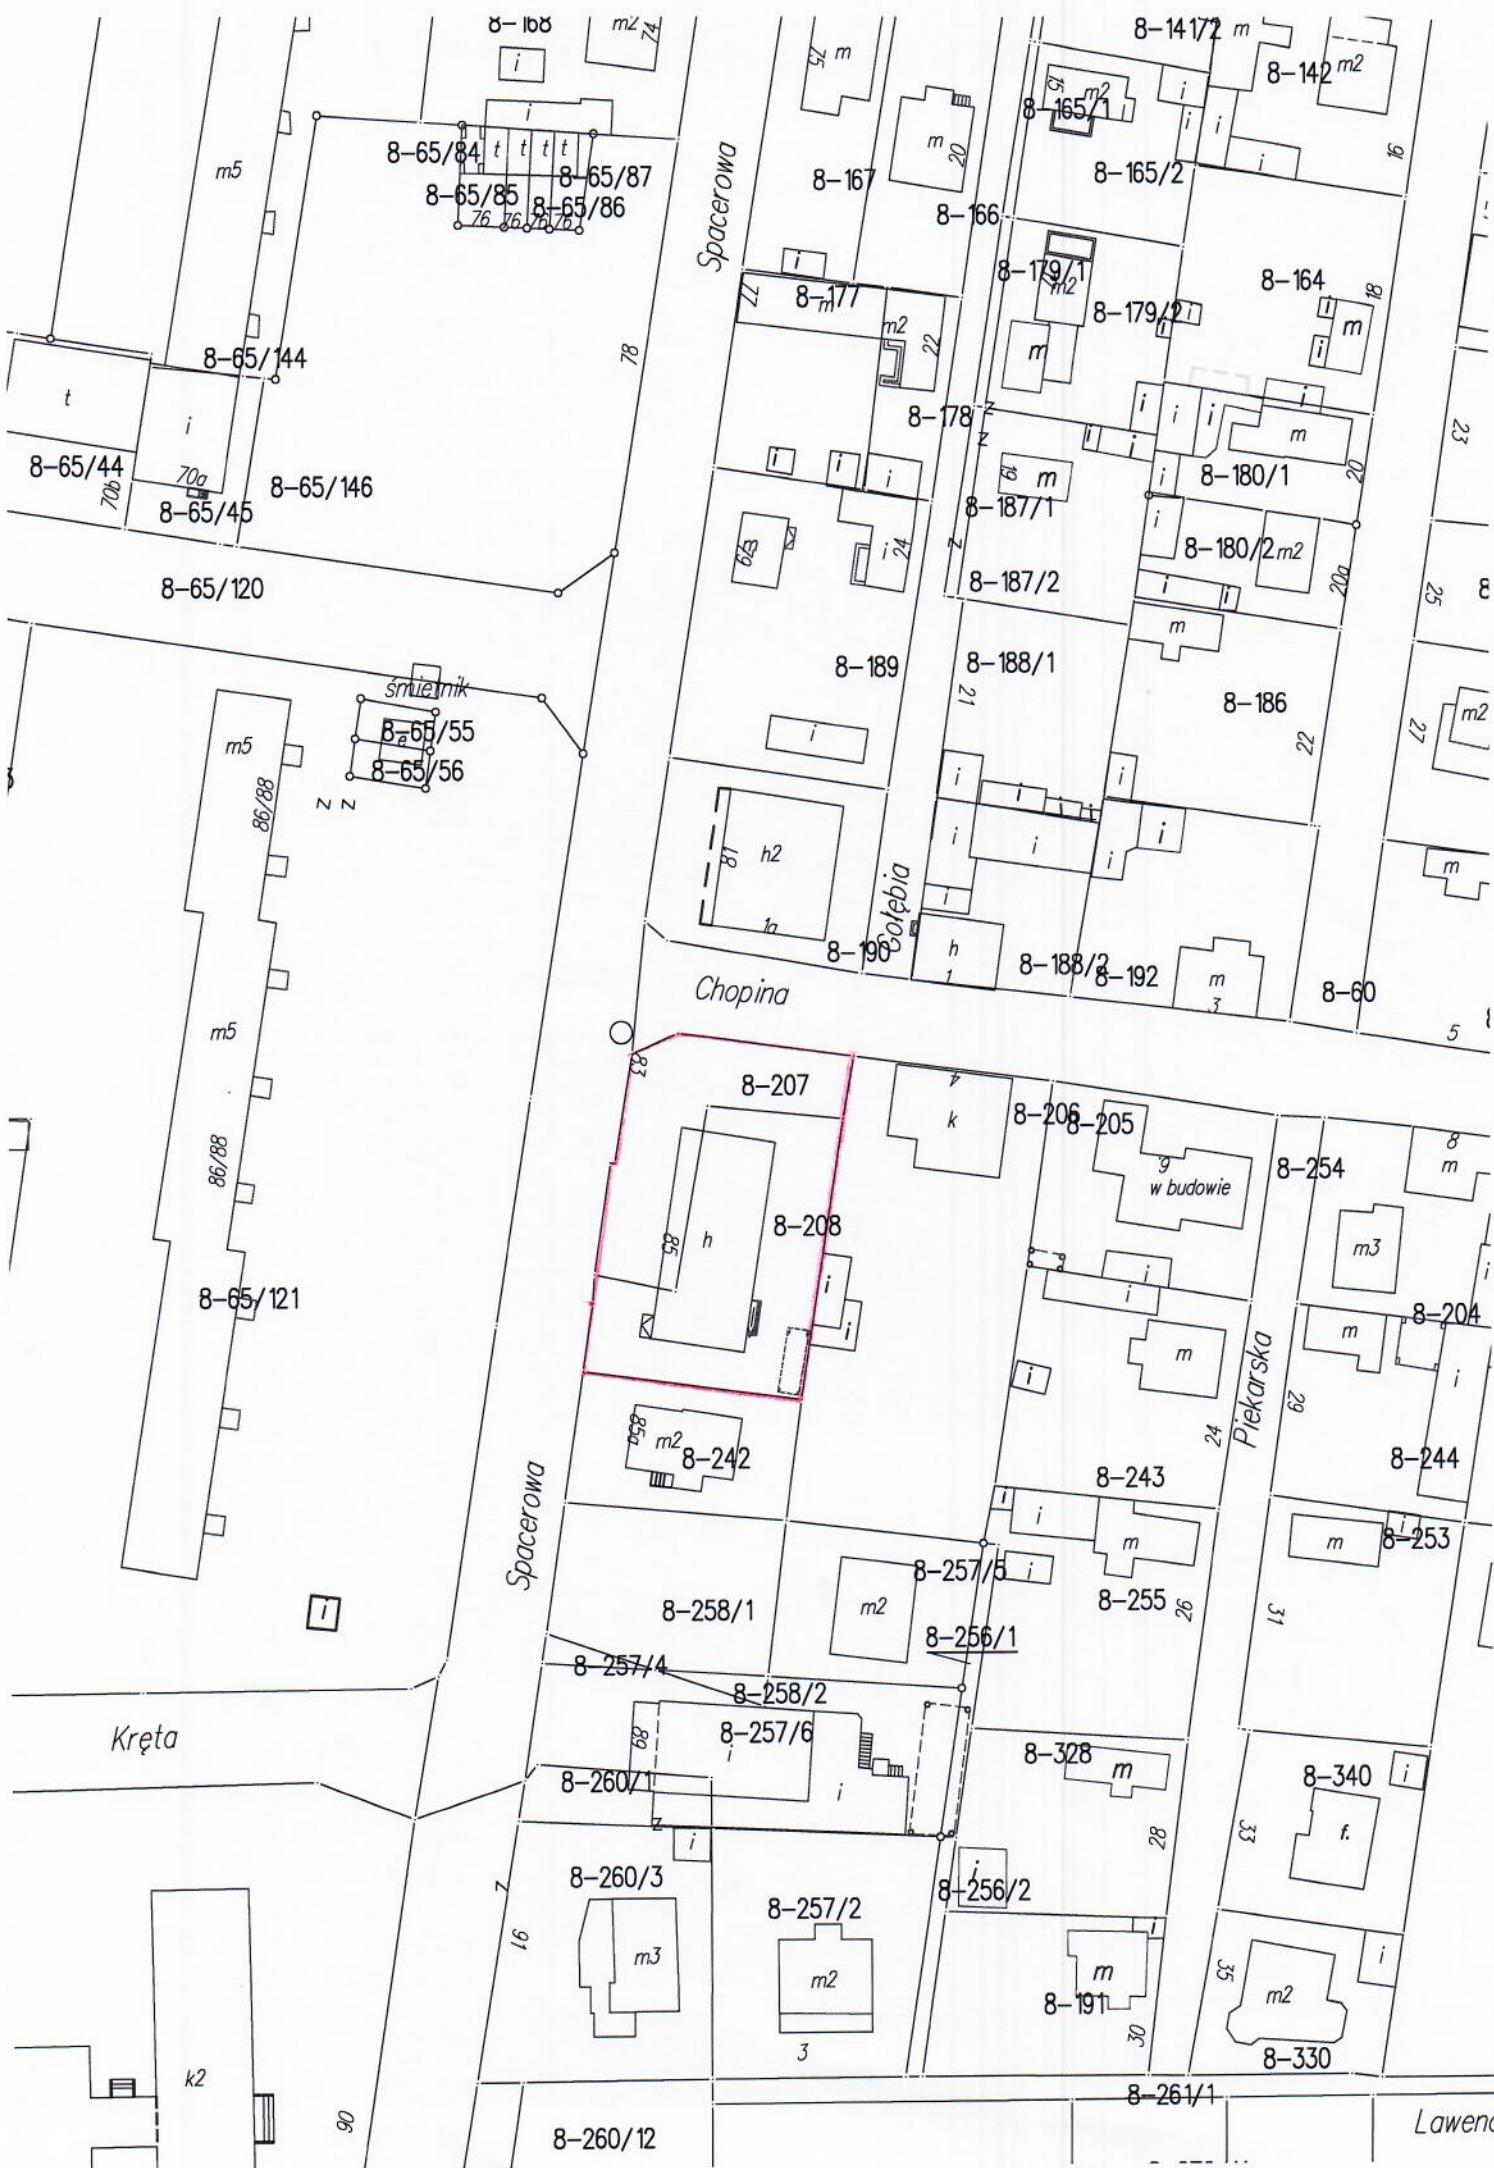 8-168
m2
74
i
i
75
m
8-141/2
m
8-142
m2
15
m2
8-165/1
i
i
i
i
i
16
m5
8-65/84
t
t
t
t
8-65/87
8-65/85
8-65/86
76
76
76
76
Spacerowa
8-167
m
20
8-166
8-165/2
i
77
8-177
m
m2
22
8-179/1
m2
8-179/2
i
i
8-164
18
i
m
i
78
8-65/144
t
i
8-65/44
70b
70a
8-65/45
8-65/146
m
8-178
z
z
i
i
i
i
i
i
m
23
20
i
i
i
19
m
8-187/1
i
8-180/1
i
8-180/2
m2
m
79
i
24
z
8-187/2
i
i
20a
25
8-65/120
m
8-189
8-188/1
21
8-186
22
27
m2
śmietnik
8-65/55
e
8-65/56
z
z
m5
86/88
i
i
i
i
i
i
81
h2
1a
Gołębia
i
i
i
i
i
m
8-190
h
1
8-188/2
8-192
m
3
8-60
5
Chopina
m5
83
8-207
4
k
8-206
8-205
9
w budowie
8-254
8
m
86/88
8-208
85
h
m3
8-65/121
i
i
i
i
i
8-204
m
i
m
Piekarska
24
29
85a
m2
8-242
8-243
8-244
Spacerowa
i
i
m
m
i
8-253
i
8-257/5
i
8-258/1
m2
8-255
26
31
8-256/1
8-257/4
8-258/2
Kręta
89
8-257/6
i
8-328
m
8-260/1
i
8-340
i
z
i
28
33
f.
8-260/3
z
8-257/2
i
8-256/2
91
m3
m2
i
m
8-191
35
m2
i
3
30
8-330
k2
90
8-261/1
8-260/12